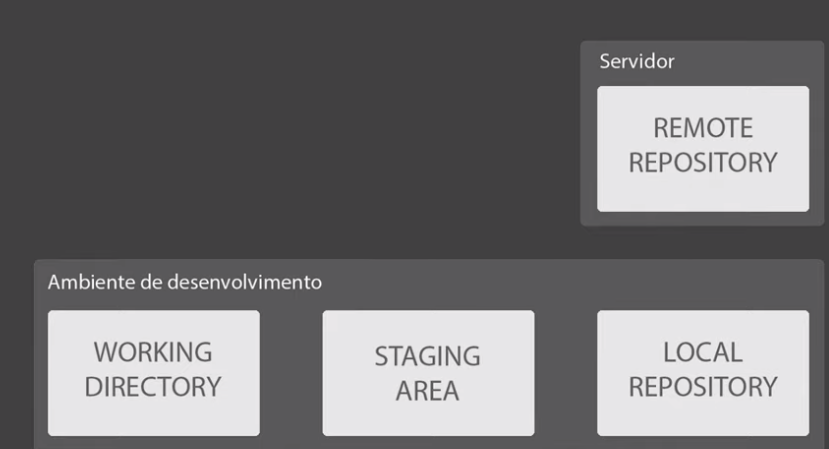 Servidor
REMOTE
REPOSITORY
Ambiente de desenvolvimento
WORKING
DIRECTORY
STAGING
AREA
LOCAL
REPOSITORY